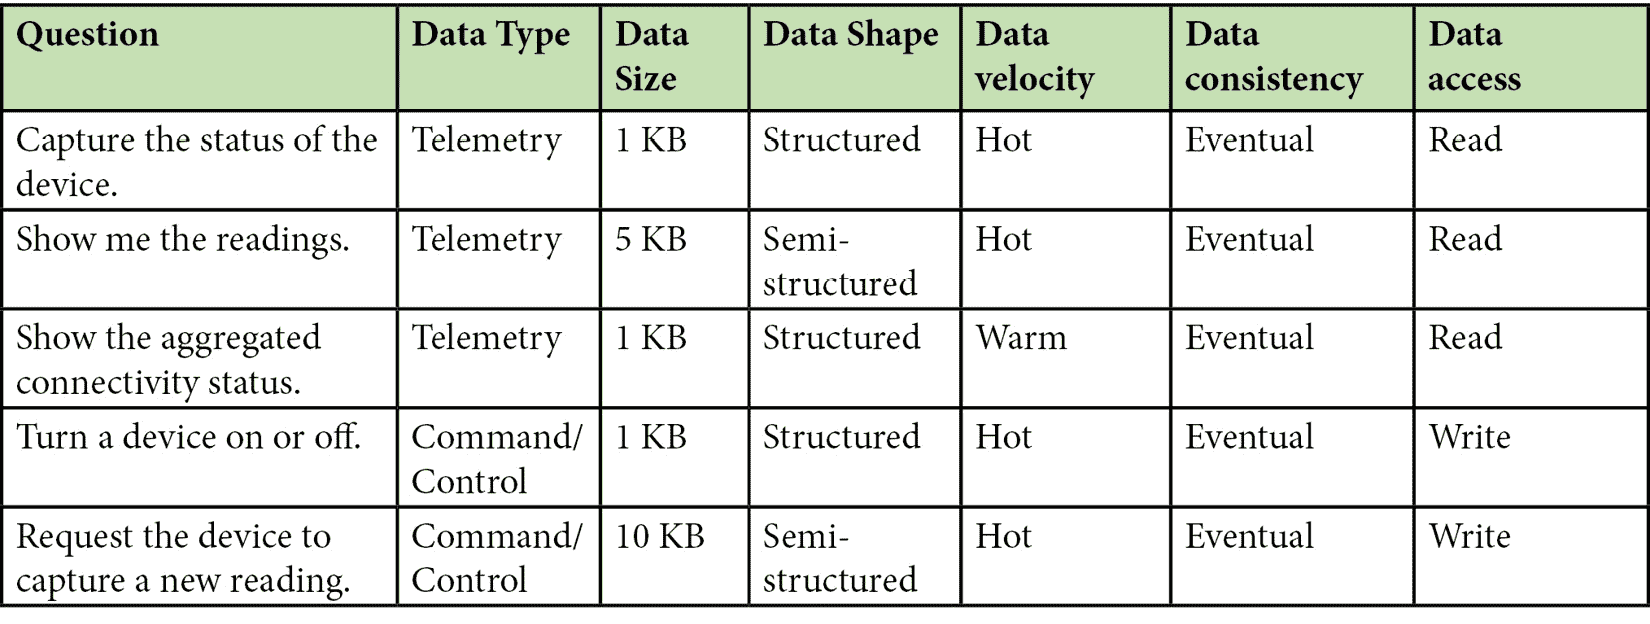 Question
Data Type
Data
Size
Data Shape
Data
velocity
Data
consistency
Data
access
Capture the status of the
device.
Telemetry
1 KB
Structured
Hot
Eventual
Read
Show me the readings.
Telemetry
5 KB
Semi-
structured
Hot
Eventual
Read
Show the aggregated
connectivity status.
Telemetry
1 KB
Structured
Warm
Eventual
Read
Turn a device on or off.
Command/
Control
1 KB
Structured
Hot
Eventual
Write
Request the device to
capture a new reading.
Command/
Control
10 KB
Semi-
structured
Hot
Eventual
Write